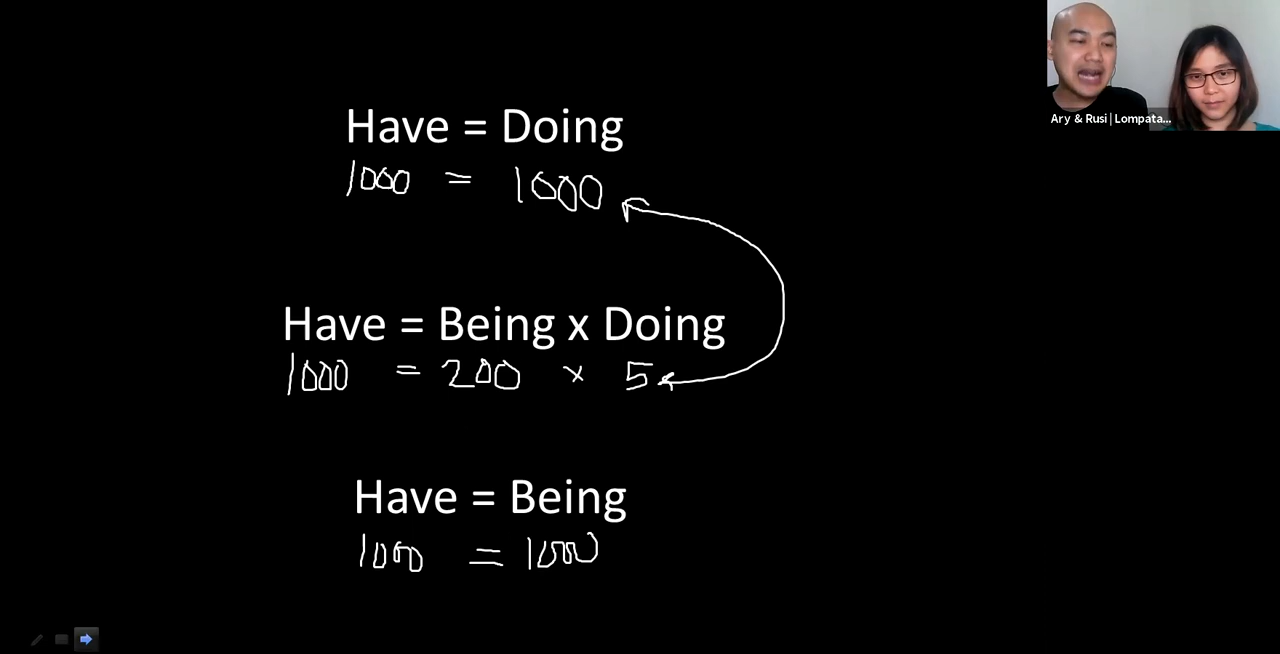 Ary & Rusi | Lompata...
Have = Doing
1000 = 1000
Have = Being x Doing
1000 = 200 x 5
Have = Being
1000 = 1000